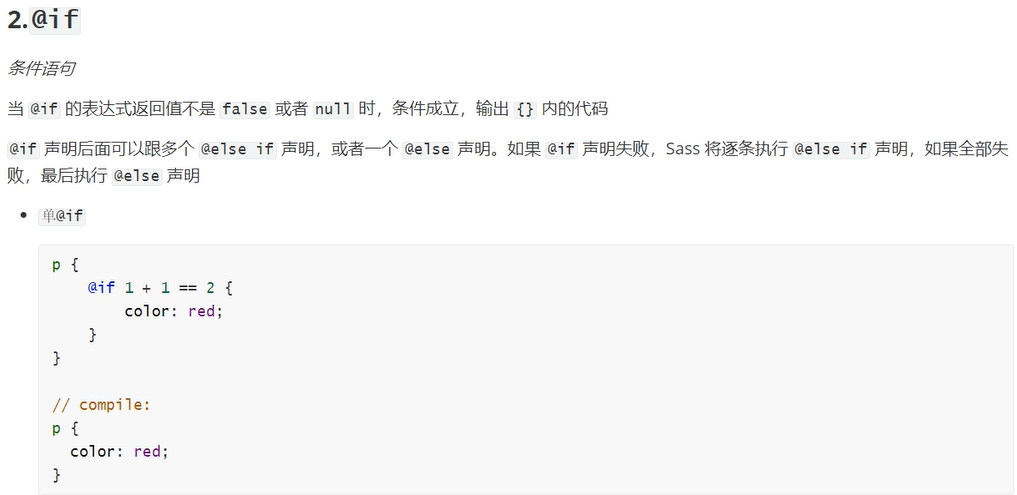 2.@if
条件语句
当 @if 的表达式返回值不是 false 或者 null 时，条件成立，输出 {} 内的代码
@if 声明后面可以跟多个 @else if 声明，或者一个 @else 声明。如果 @if 声明失败，Sass 将逐条执行 @else if 声明，如果全部失
败，最后执行 @else 声明
• 单@if
p {
    @if 1 + 1 == 2 {
        color: red;
    }
}
// compile:
p {
  color: red;
}